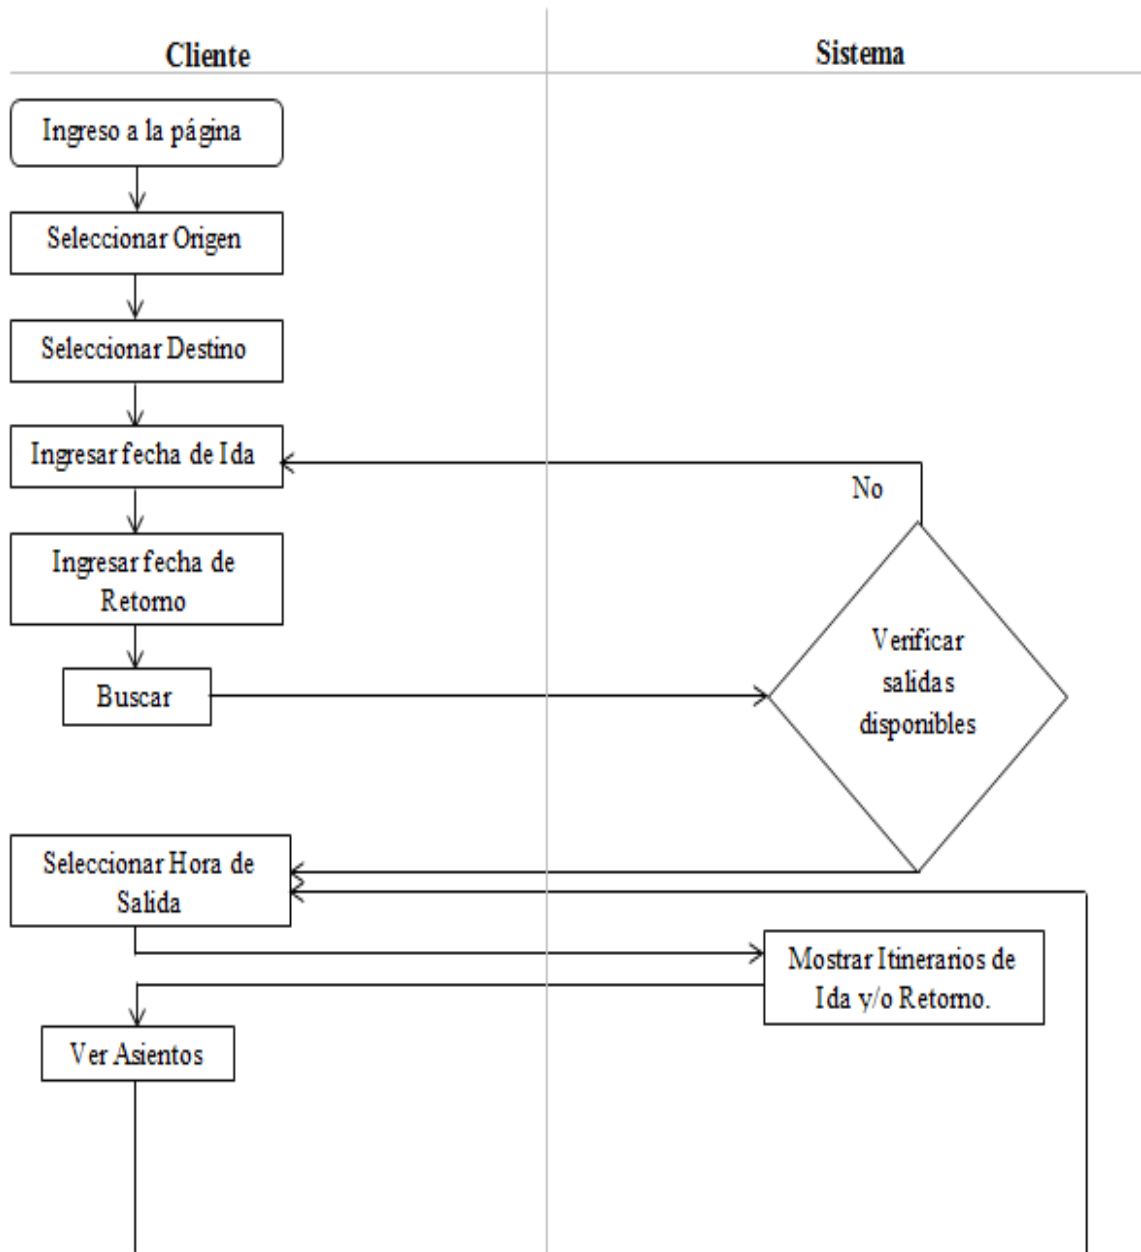 Cliente
Sistema
Ingreso a la página
Seleccionar Origen
Seleccionar Destino
Ingresar fecha de Ida
No
Ingresar fecha de
Retorno
Verificar
salidas
disponibles
Buscar
Seleccionar Hora de
Salida
Mostrar Itinerarios de
Ida y/o Retorno.
Ver Asientos